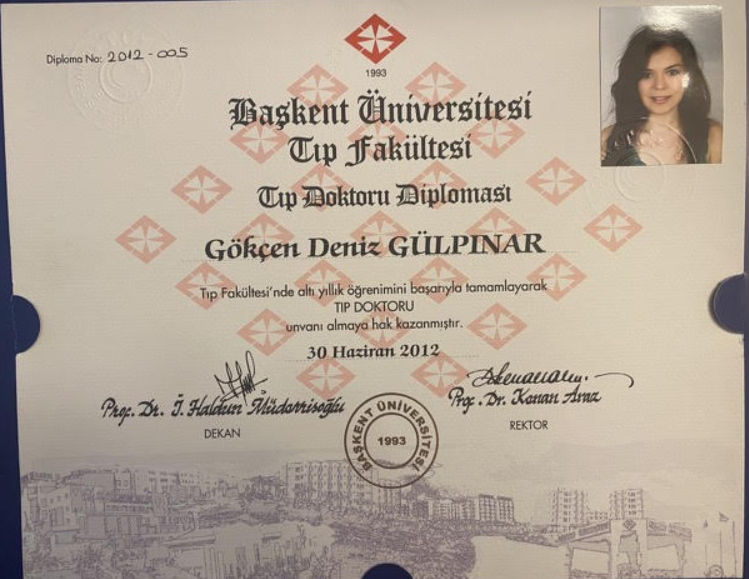 Diploma No: 2012-005
1993
Başkent Üniversitesi
Tıp Fakültesi
Tıp Doktoru Diploması
Gökçen Deniz GÜLPINAR
Tıp Fakültesi'nde altı yıllık öğrenimini başarıyla tamamlayarak
TIP DOKTORU
unvanı almaya hak kazanmıştır.
30 Haziran 2012
Prof. Dr. İ. Haldun Müderrisoğlu
DEKAN
Prof. Dr. Kenan Araz
REKTÖR
BAŞKENT ÜNİVERSİTESİ
1993